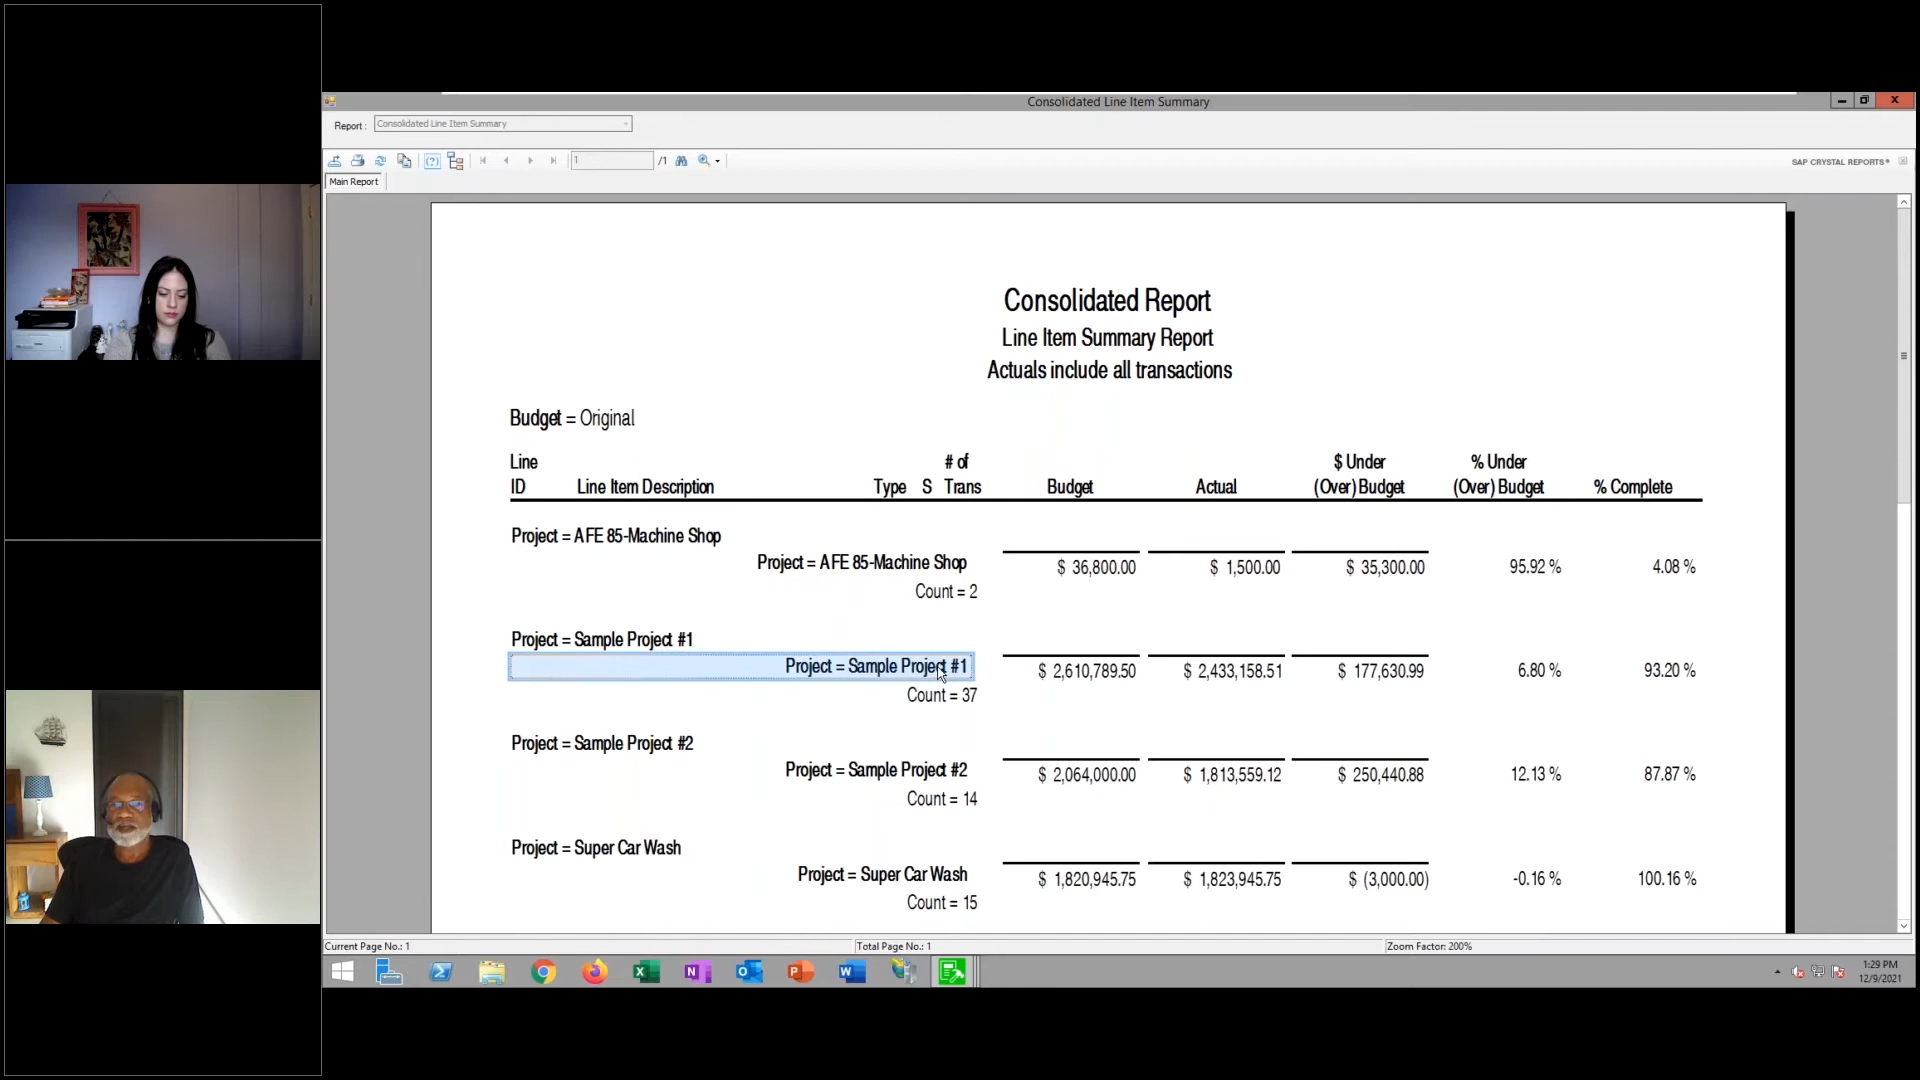 Consolidated Line Item Summary
Report : Consolidated Line Item Summary
1 /1
SAP CRYSTAL REPORTS®
Main Report
Consolidated Report
Line Item Summary Report
Actuals include all transactions
Budget = Original
Line # of $ Under % Under
ID Line Item Description Type S Trans Budget Actual (Over) Budget (Over) Budget % Complete
Project = AFE 85-Machine Shop
Project = AFE 85-Machine Shop $ 36,800.00 $ 1,500.00 $ 35,300.00 95.92 % 4.08 %
Count = 2
Project = Sample Project #1
Project = Sample Project #1 $ 2,610,789.50 $ 2,433,158.51 $ 177,630.99 6.80 % 93.20 %
Count = 37
Project = Sample Project #2
Project = Sample Project #2 $ 2,064,000.00 $ 1,813,559.12 $ 250,440.88 12.13 % 87.87 %
Count = 14
Project = Super Car Wash
Project = Super Car Wash $ 1,820,945.75 $ 1,823,945.75 $ (3,000.00) -0.16 % 100.16 %
Count = 15
Current Page No.: 1 Total Page No.: 1 Zoom Factor: 200%
1:29 PM
12/9/2021